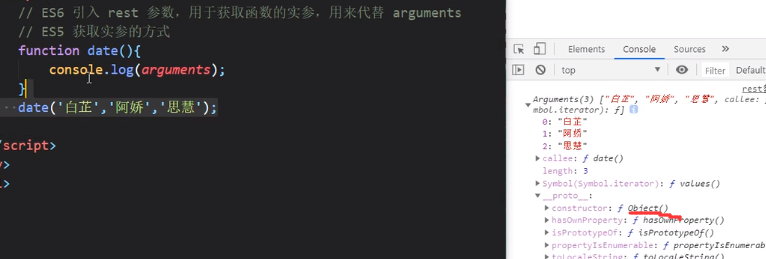 // ES6 引入 rest 参数，用于获取函数的实参，用来代替 arguments
// ES5 获取实参的方式
function date(){
console.log(arguments);
}
date('白芷','阿娇','思慧');
/script>
>
>
Elements Console Sources »
top Filter Default
Arguments(3) ["白芷", "阿娇", "思慧", callee: ƒ
mbol.iterator): ƒ]
0: "白芷"
1: "阿娇"
2: "思慧"
callee: ƒ date()
length: 3
Symbol(Symbol.iterator): ƒ values()
__proto__:
constructor: ƒ Object()
hasOwnProperty: ƒ hasOwnProperty()
isPrototypeOf: ƒ isPrototypeOf()
propertyIsEnumerable: ƒ propertyIsEnumerab
toLocaleString: ƒ toLocaleString()